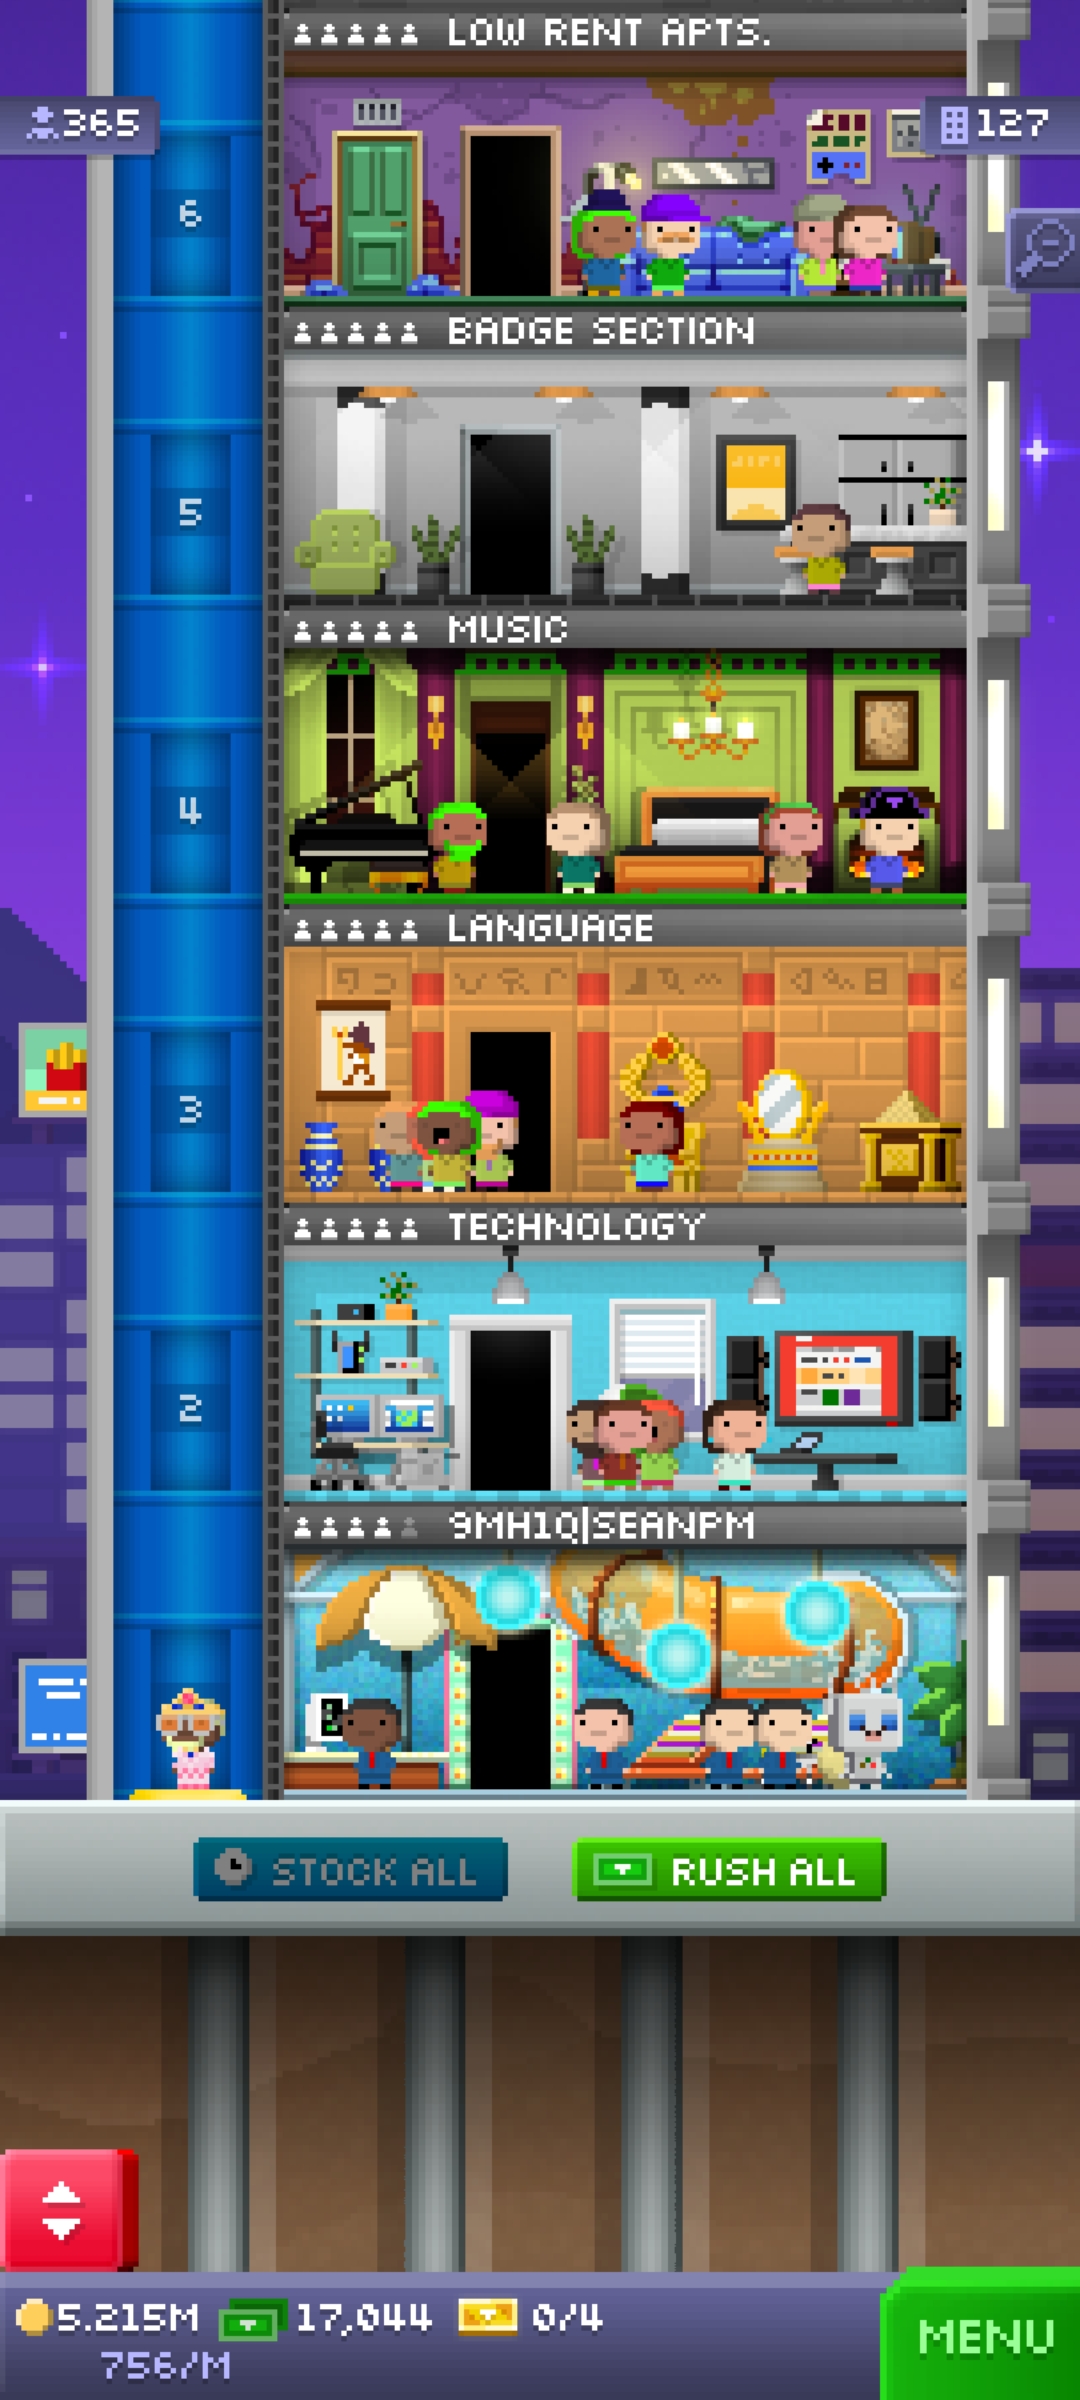 LOW RENT APTS.
365
127
6
BADGE SECTION
5
MUSIC
4
LANGUAGE
3
TECHNOLOGY
2
9MH1Q|SEANPM
STOCK ALL
RUSH ALL
5.215M
17,044
0/4
756/M
MENU